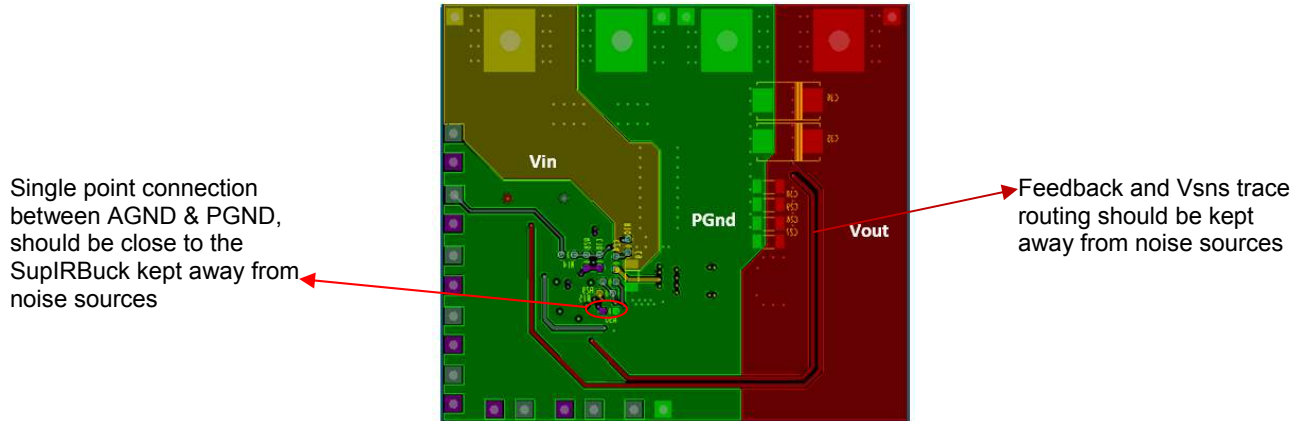 Single point connection
between AGND & PGND,
should be close to the
SupIRBuck kept away from
noise sources
Vin
PGnd
Vout
Feedback and Vsns trace
routing should be kept
away from noise sources